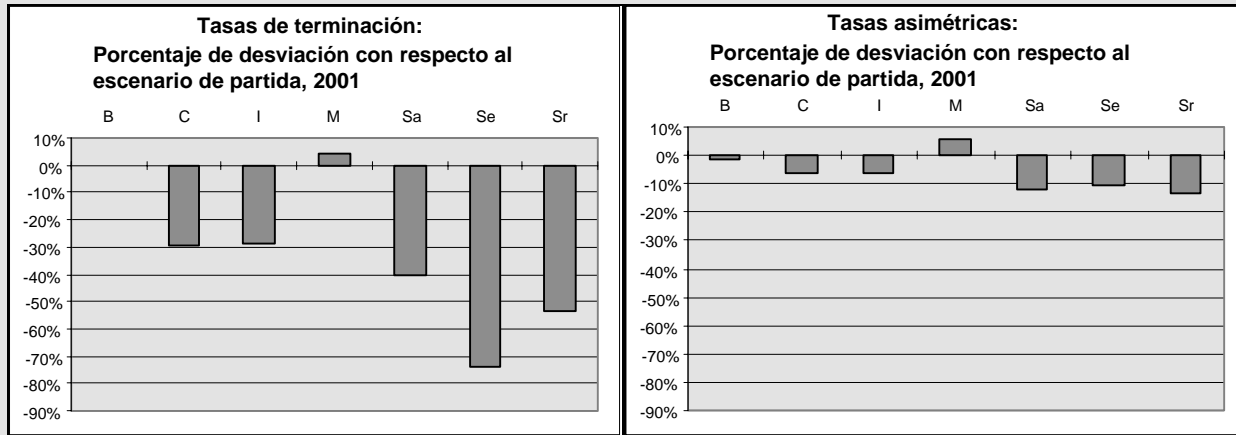 Tasas de terminación:
Porcentaje de desviación con respecto al
escenario de partida, 2001
B C I M Sa Se Sr
10%
0%
-10%
-20%
-30%
-40%
-50%
-60%
-70%
-80%
-90%
Tasas asimétricas:
Porcentaje de desviación con respecto al
escenario de partida, 2001
B C I M Sa Se Sr
10%
0%
-10%
-20%
-30%
-40%
-50%
-60%
-70%
-80%
-90%